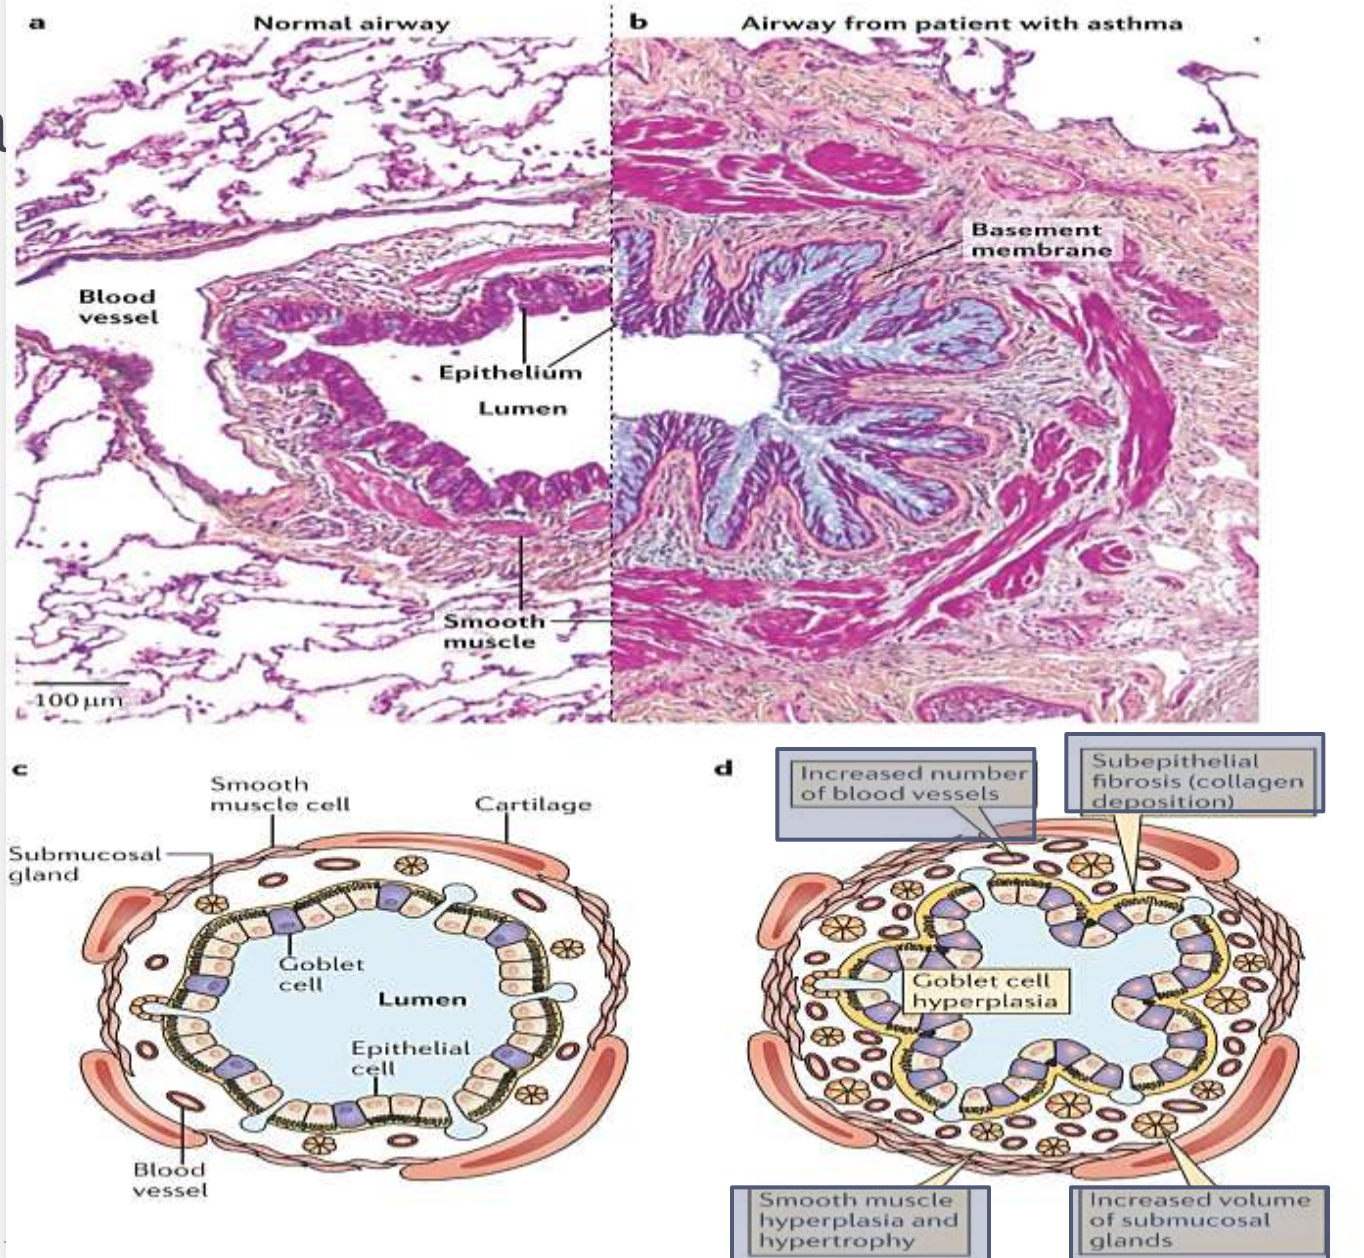 a
Normal airway
b
Airway from patient with asthma
Basement
membrane
Blood
vessel
Epithelium
Lumen
Smooth
muscle
100 µm
c
Smooth
muscle cell
Cartilage
Submucosal
gland
Goblet
cell
Lumen
Epithelial
cell
Blood
vessel
d
Increased number
of blood vessels
Subepithelial
fibrosis (collagen
deposition)
Goblet cell
hyperplasia
Smooth muscle
hyperplasia and
hypertrophy
Increased volume
of submucosal
glands